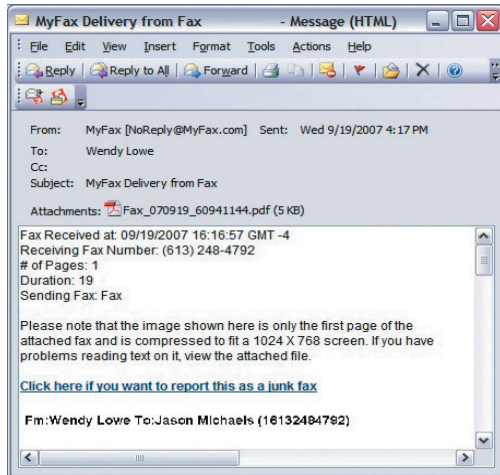 MyFax Delivery from Fax - Message (HTML)
File Edit View Insert Format Tools Actions Help
Reply Reply to All Forward
From: MyFax [NoReply@MyFax.com] Sent: Wed 9/19/2007 4:17 PM
To: Wendy Lowe
Cc:
Subject: MyFax Delivery from Fax
Attachments: Fax_070919_60941144.pdf (5 KB)
Fax Received at: 09/19/2007 16:16:57 GMT -4
Receiving Fax Number: (613) 248-4792
# of Pages: 1
Duration: 19
Sending Fax: Fax
Please note that the image shown here is only the first page of the
attached fax and is compressed to fit a 1024 X 768 screen. If you have
problems reading text on it, view the attached file.
Click here if you want to report this as a junk fax
Fm:Wendy Lowe To:Jason Michaels (16132484792)